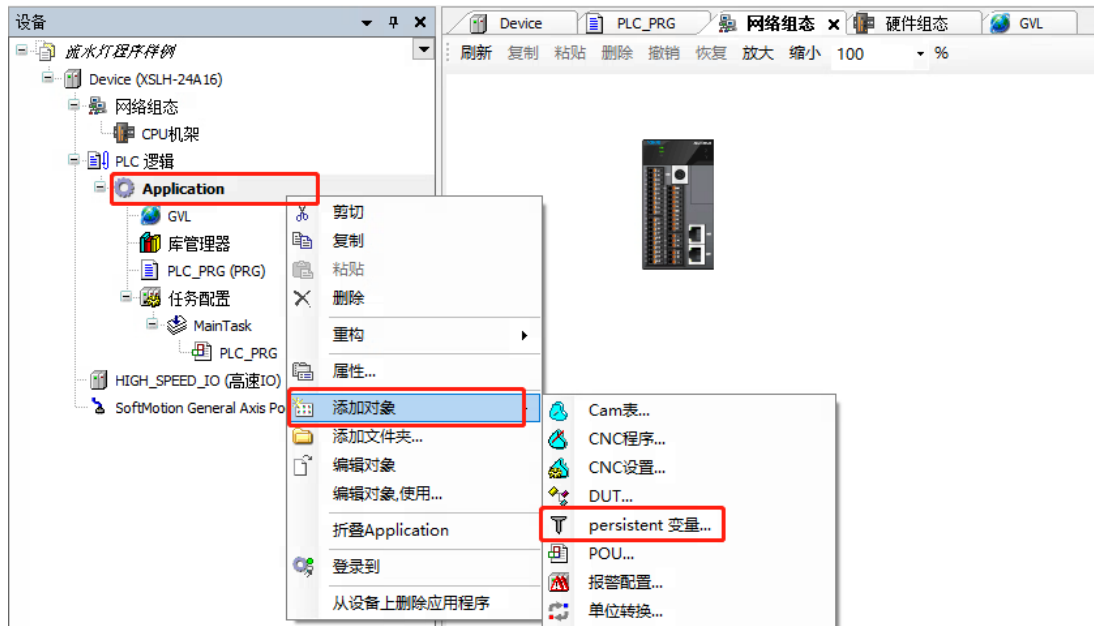 设备
Device
PLC_PRG
网络组态
硬件组态
GVL
流水灯程序样例
刷新 复制 粘贴 删除 撤销 恢复 放大 缩小 100 %
Device (XSLH-24A16)
网络组态
CPU机架
PLC 逻辑
Application
GVL
库管理器
PLC_PRG (PRG)
任务配置
MainTask
PLC_PRG
HIGH_SPEED_IO (高速IO)
SoftMotion General Axis Po
剪切
复制
粘贴
删除
重构
属性...
添加对象
添加文件夹...
编辑对象
编辑对象,使用...
折叠Application
登录到
从设备上删除应用程序
Cam表...
CNC程序...
CNC设置...
DUT...
persistent 变量...
POU...
报警配置...
单位转换...